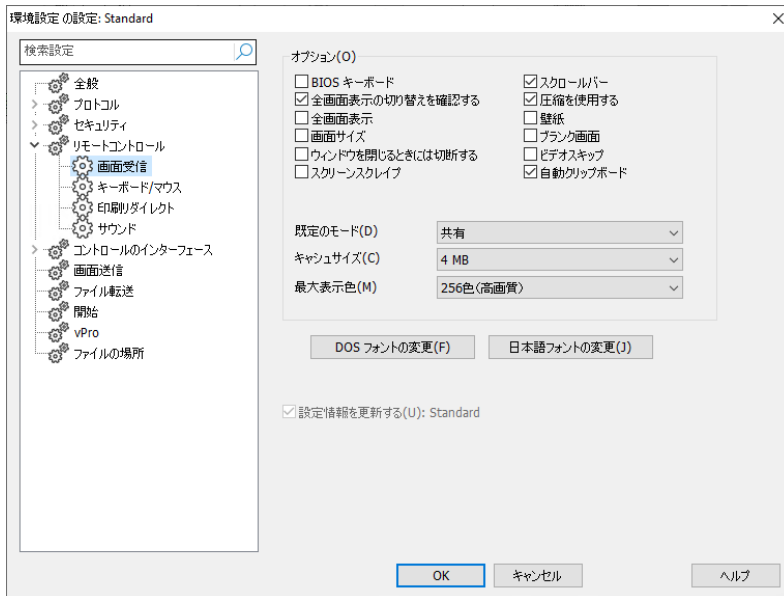 環境設定 の設定: Standard
検索設定
全般
プロトコル
セキュリティ
リモートコントロール
画面受信
キーボード/マウス
印刷リダイレクト
サウンド
コントロールのインターフェース
画面送信
ファイル転送
開始
vPro
ファイルの場所
オプション(O)
BIOS キーボード
全画面表示の切り替えを確認する
全画面表示
画面サイズ
ウィンドウを閉じるときには切断する
スクリーンスクレイプ
スクロールバー
圧縮を使用する
壁紙
ブランク画面
ビデオスキップ
自動クリップボード
既定のモード(D)
共有
キャシュサイズ(C)
4 MB
最大表示色(M)
256色(高画質)
DOS フォントの変更(F)
日本語フォントの変更(J)
設定情報を更新する(U): Standard
OK
キャンセル
ヘルプ